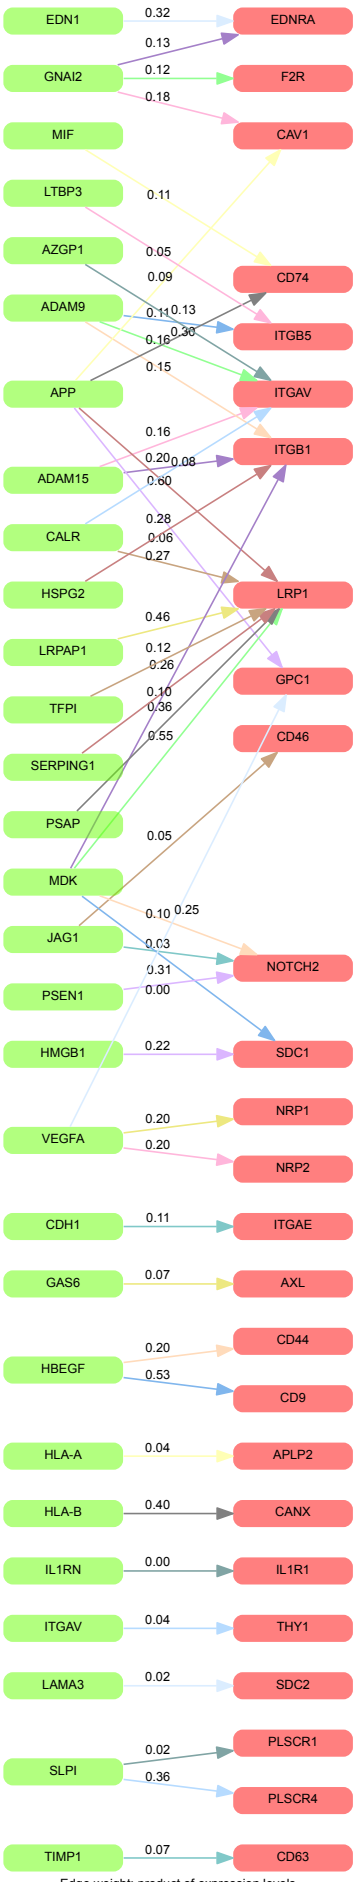 EDN1 0.32 EDNRA
0.13
GNAI2 0.12 F2R
0.18
MIF CAV1
LTBP3 0.11
AZGP1 0.05
0.09 CD74
ADAM9 0.11 0.13
0.30 ITGB5
0.16
0.15
APP ITGAV
0.16
0.20 0.08 ITGB1
ADAM15 0.60
0.28
CALR 0.06
0.27
HSPG2 LRP1
LRPAP1 0.46
0.12
0.26 GPC1
0.10
TFPI 0.36
0.55 CD46
SERPING1
PSAP 0.05
MDK
0.10 0.25
JAG1 0.03
0.31 NOTCH2
PSEN1 0.00
HMGB1 0.22 SDC1
0.20 NRP1
VEGFA 0.20
NRP2
CDH1 0.11 ITGAE
GAS6 0.07 AXL
0.20 CD44
HBEGF 0.53
CD9
HLA-A 0.04 APLP2
HLA-B 0.40 CANX
IL1RN 0.00 IL1R1
ITGAV 0.04 THY1
LAMA3 0.02 SDC2
0.02 PLSCR1
SLPI 0.36
PLSCR4
TIMP1 0.07 CD63
Edge weight: product of expression levels